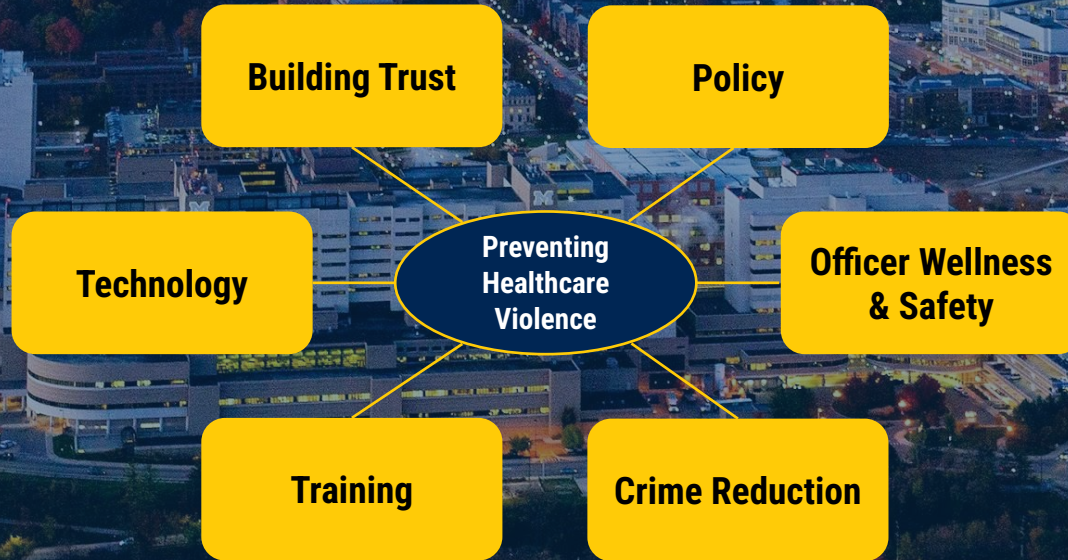 Building Trust
Policy
Technology
Preventing
Healthcare
Violence
Officer Wellness
& Safety
Training
Crime Reduction
M
M